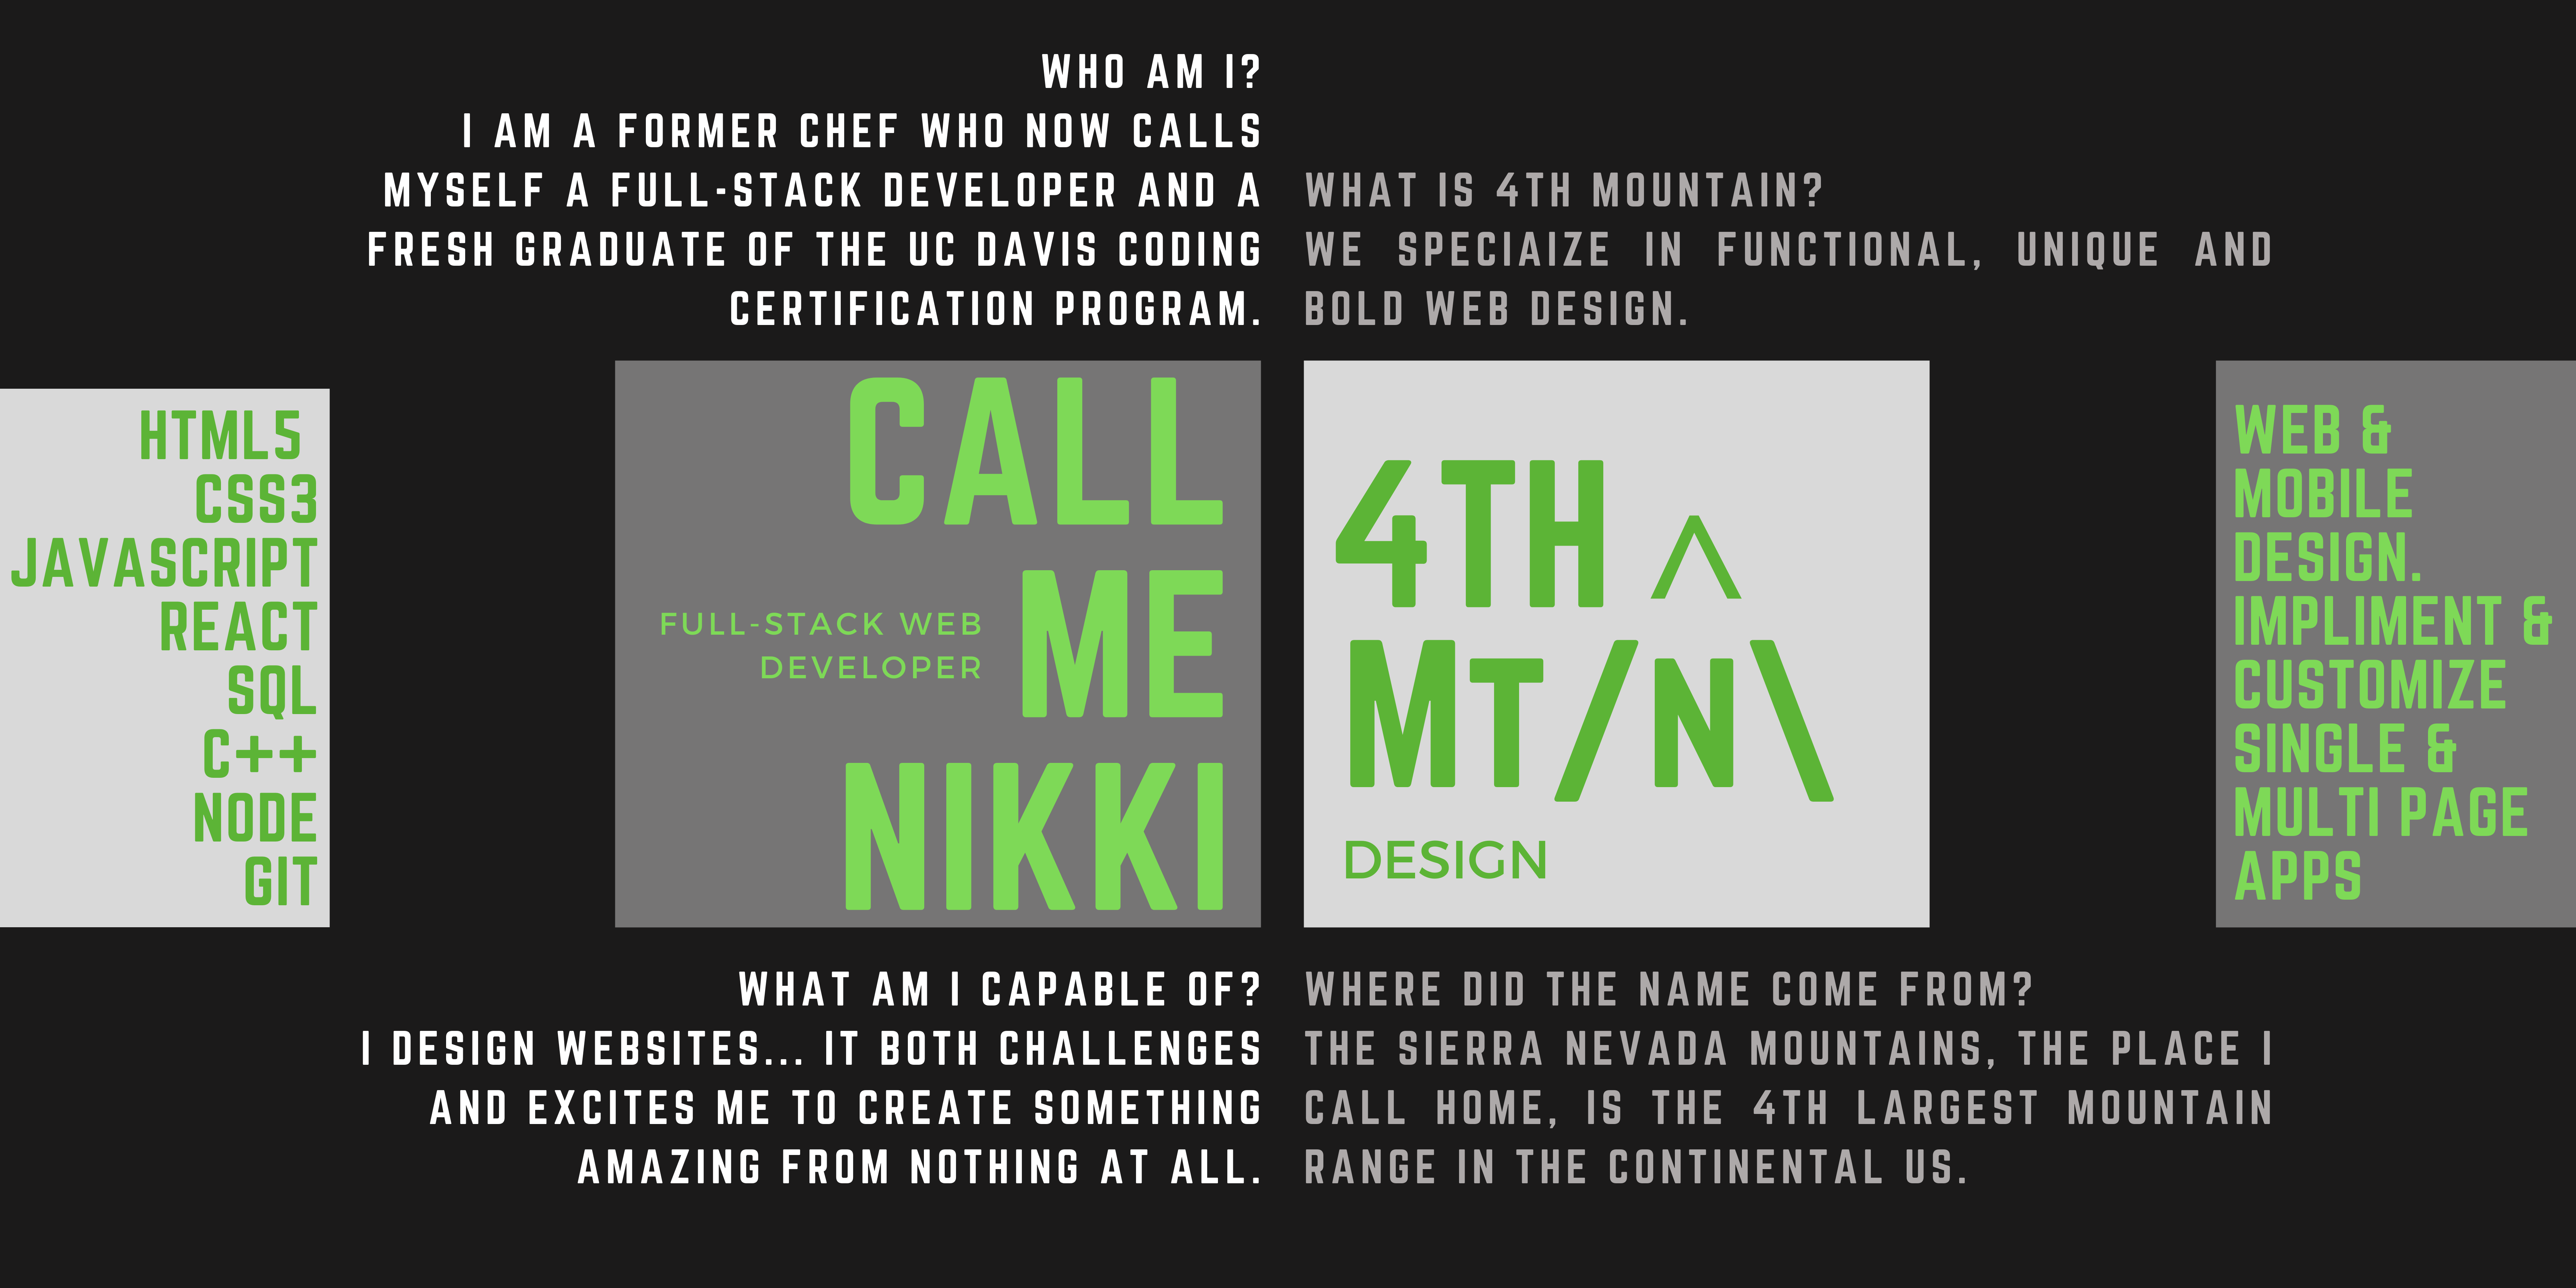 WHO AM I?
I AM A FORMER CHEF WHO NOW CALLS
MYSELF A FULL-STACK DEVELOPER AND A
FRESH GRADUATE OF THE UC DAVIS CODING
CERTIFICATION PROGRAM.
WHAT IS 4TH MOUNTAIN?
WE SPECIAIZE IN FUNCTIONAL, UNIQUE AND
BOLD WEB DESIGN.
HTML5
CSS3
JAVASCRIPT
REACT
SQL
C++
NODE
GIT
CALL
ME
NIKKI
FULL-STACK WEB
DEVELOPER
4TH ^
MT/N\
DESIGN
WEB &
MOBILE
DESIGN.
IMPLIMENT &
CUSTOMIZE
SINGLE &
MULTI PAGE
APPS
WHAT AM I CAPABLE OF?
I DESIGN WEBSITES... IT BOTH CHALLENGES
AND EXCITES ME TO CREATE SOMETHING
AMAZING FROM NOTHING AT ALL.
WHERE DID THE NAME COME FROM?
THE SIERRA NEVADA MOUNTAINS, THE PLACE I
CALL HOME, IS THE 4TH LARGEST MOUNTAIN
RANGE IN THE CONTINENTAL US.